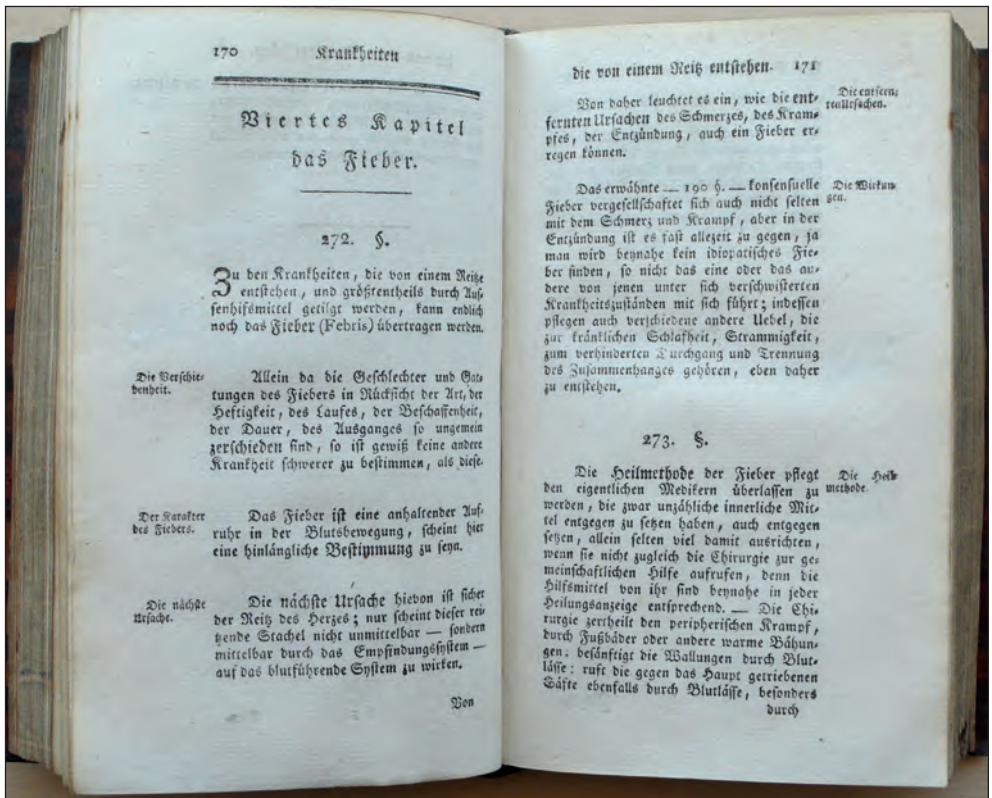 170 Krankheiten
Viertes Kapitel
das Fieber.
272. §.
Zu den Krankheiten, die von einem Reitze
entstehen, und größtentheils durch Aus-
senhifsmittel getilgt werden, kann endlich
noch das Fieber (Febris) übertragen werden.
Die Verschie-
denheit.
Allein da die Geschlechter und Gat-
tungen des Fiebers in Rücksicht der Art, der
Heftigkeit, des Laufes, der Beschaffenheit,
der Dauer, des Ausganges so ungemein
zerschieden sind, so ist gewiß keine andere
Krankheit schwerer zu bestimmen, als diese.
Der Karakter
des Fiebers.
Das Fieber ist eine anhaltender Auf-
ruhr in der Blutsbewegung, scheint hier
eine hinlängliche Bestimmung zu seyn.
Die nächste
Ursache.
Die nächste Ursache hievon ist sicher
der Reitz des Herzes; nur scheint dieser rei-
tzende Stachel nicht unmittelbar — sondern
mittelbar durch das Empfindungssystem —
auf das blutführende System zu wirken.
Von
die von einem Reitz entstehen. 171
Von daher leuchtet es ein, wie die ent-
fernten Ursachen des Schmerzes, des Kram-
pfes, der Entzündung, auch ein Fieber er-
regen können.
Die entfern-
ten Ursachen.
Das erwähnte — 190 §. — konsensuelle
Fieber vergesellschaftet sich auch nicht selten
mit dem Schmerz und Krampf, aber in der
Entzündung ist es fast allezeit zu gegen, ja
man wird beynahe kein idiopatisches Fie-
ber finden, so nicht das eine oder das an-
dere von jenen unter sich verschwisterten
Krankheitszuständen mit sich führt; indessen
pflegen auch verschiedene andere Uebel, die
zur kränklichen Schlafheit, Strammigkeit,
zum verhinderten Durchgang und Trennung
des Zusammenhanges gehören, eben daher
zu entstehen.
Die Wirkun-
gen.
273. §.
Die Heilmethode der Fieber pflegt
den eigentlichen Medikern überlassen zu
werden, die zwar unzähliche innerliche Mit-
tel entgegen zu setzen haben, auch entgegen
setzen, allein selten viel damit ausrichten,
wenn sie nicht zugleich die Chirurgie zur ge-
meinschaftlichen Hilfe aufrufen, denn die
Hilfsmittel von ihr sind beynahe in jeder
Heilungsanzeige entsprechend. — Die Chi-
rurgie zertheilt den peripherischen Krampf,
durch Fußbäder oder andere warme Bähun-
gen: besänftigt die Wallungen durch Blut-
lässe: ruft die gegen das Haupt getriebenen
Säfte ebenfalls durch Blutlässe, besonders
durch
Die Heil-
methode.